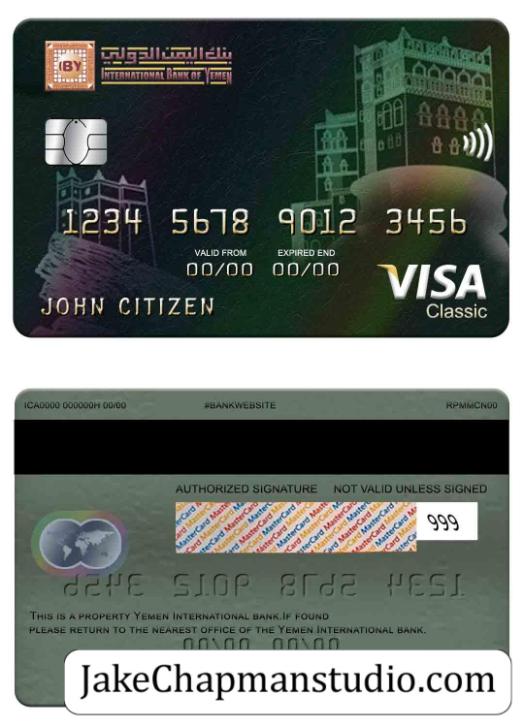 IBY
بنك اليمن الدولي
INTERNATIONAL BANK OF YEMEN
1234 5678 9012 3456
VALID FROM EXPIRED END
00/00 00/00
JOHN CITIZEN
VISA
Classic
ICA0000 000000H 00/00 #BANKWEBSITE RPMMCN00
AUTHORIZED SIGNATURE NOT VALID UNLESS SIGNED
MasterCard MasterCard MasterCard
999
THIS IS A PROPERTY YEMEN INTERNATIONAL BANK.IF FOUND
PLEASE RETURN TO THE NEAREST OFFICE OF THE YEMEN INTERNATIONAL BANK.
JakeChapmanstudio.com